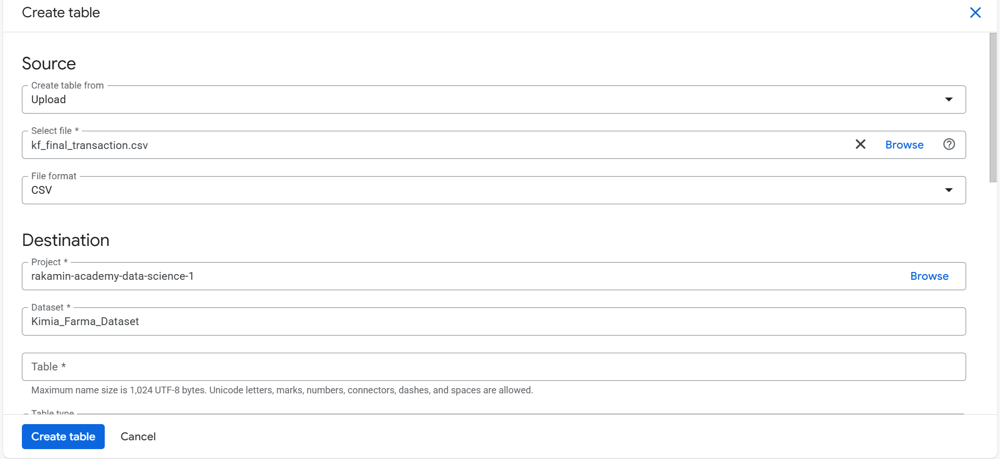 Create table
Source
Create table from
Upload
Select file *
kf_final_transaction.csv
Browse
File format
CSV
Destination
Project *
rakamin-academy-data-science-1
Browse
Dataset *
Kimia_Farma_Dataset
Table *
Maximum name size is 1,024 UTF-8 bytes. Unicode letters, marks, numbers, connectors, dashes, and spaces are allowed.
Table type
Create table
Cancel